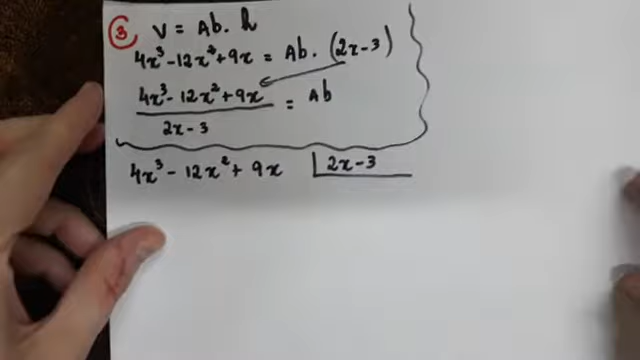 3 V = Ab. h
4x³-12x²+9x = Ab. (2x-3)
4x³-12x²+9x
2x-3
= Ab
4x³-12x²+9x 2x-3